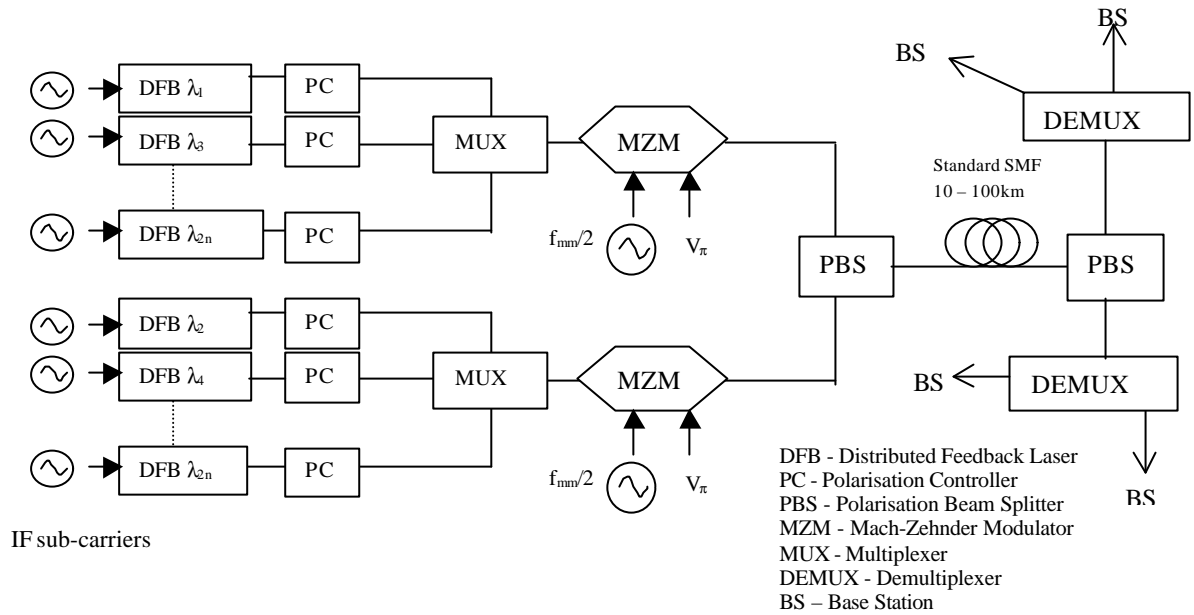 BS
BS
DFB λ1
PC
DFB λ3
PC
MUX
MZM
DEMUX
Standard SMF
10 – 100km
DFB λ2n
PC
fmm/2
Vπ
PBS
PBS
DFB λ2
PC
DFB λ4
PC
MUX
MZM
BS
DEMUX
DFB λ2n
PC
fmm/2
Vπ
BS
DFB - Distributed Feedback Laser
PC - Polarisation Controller
PBS - Polarisation Beam Splitter
MZM - Mach-Zehnder Modulator
MUX - Multiplexer
DEMUX - Demultiplexer
BS – Base Station
IF sub-carriers